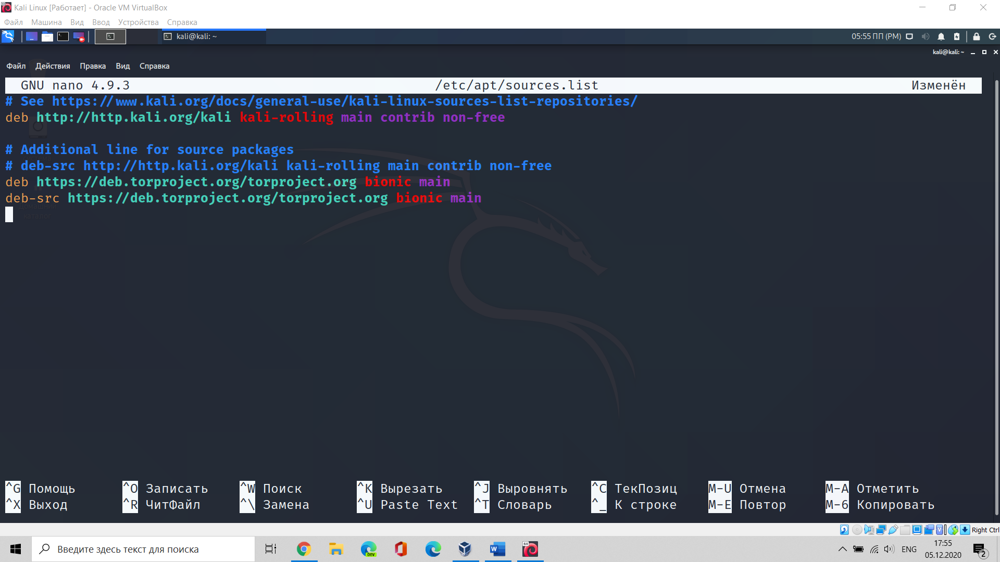 Kali Linux [Работает] - Oracle VM VirtualBox
Файл Машина Вид Ввод Устройства Справка
kali@kali: ~
05:55 ПП (PM)
kali@kali: ~
Файл Действия Правка Вид Справка
GNU nano 4.9.3 /etc/apt/sources.list Изменён
# See https://www.kali.org/docs/general-use/kali-linux-sources-list-repositories/
deb http://http.kali.org/kali kali-rolling main contrib non-free
# Additional line for source packages
# deb-src http://http.kali.org/kali kali-rolling main contrib non-free
deb https://deb.torproject.org/torproject.org bionic main
deb-src https://deb.torproject.org/torproject.org bionic main
Домашний
каталог
^G Помощь ^O Записать ^W Поиск ^K Вырезать ^J Выровнять ^C ТекПозиц M-U Отмена M-A Отметить
^X Выход ^R ЧитФайл ^\ Замена ^U Paste Text ^T Словарь ^_ К строке M-E Повтор M-6 Копировать
Right Ctrl
Введите здесь текст для поиска
DEV
64
ENG
17:55
05.12.2020
2